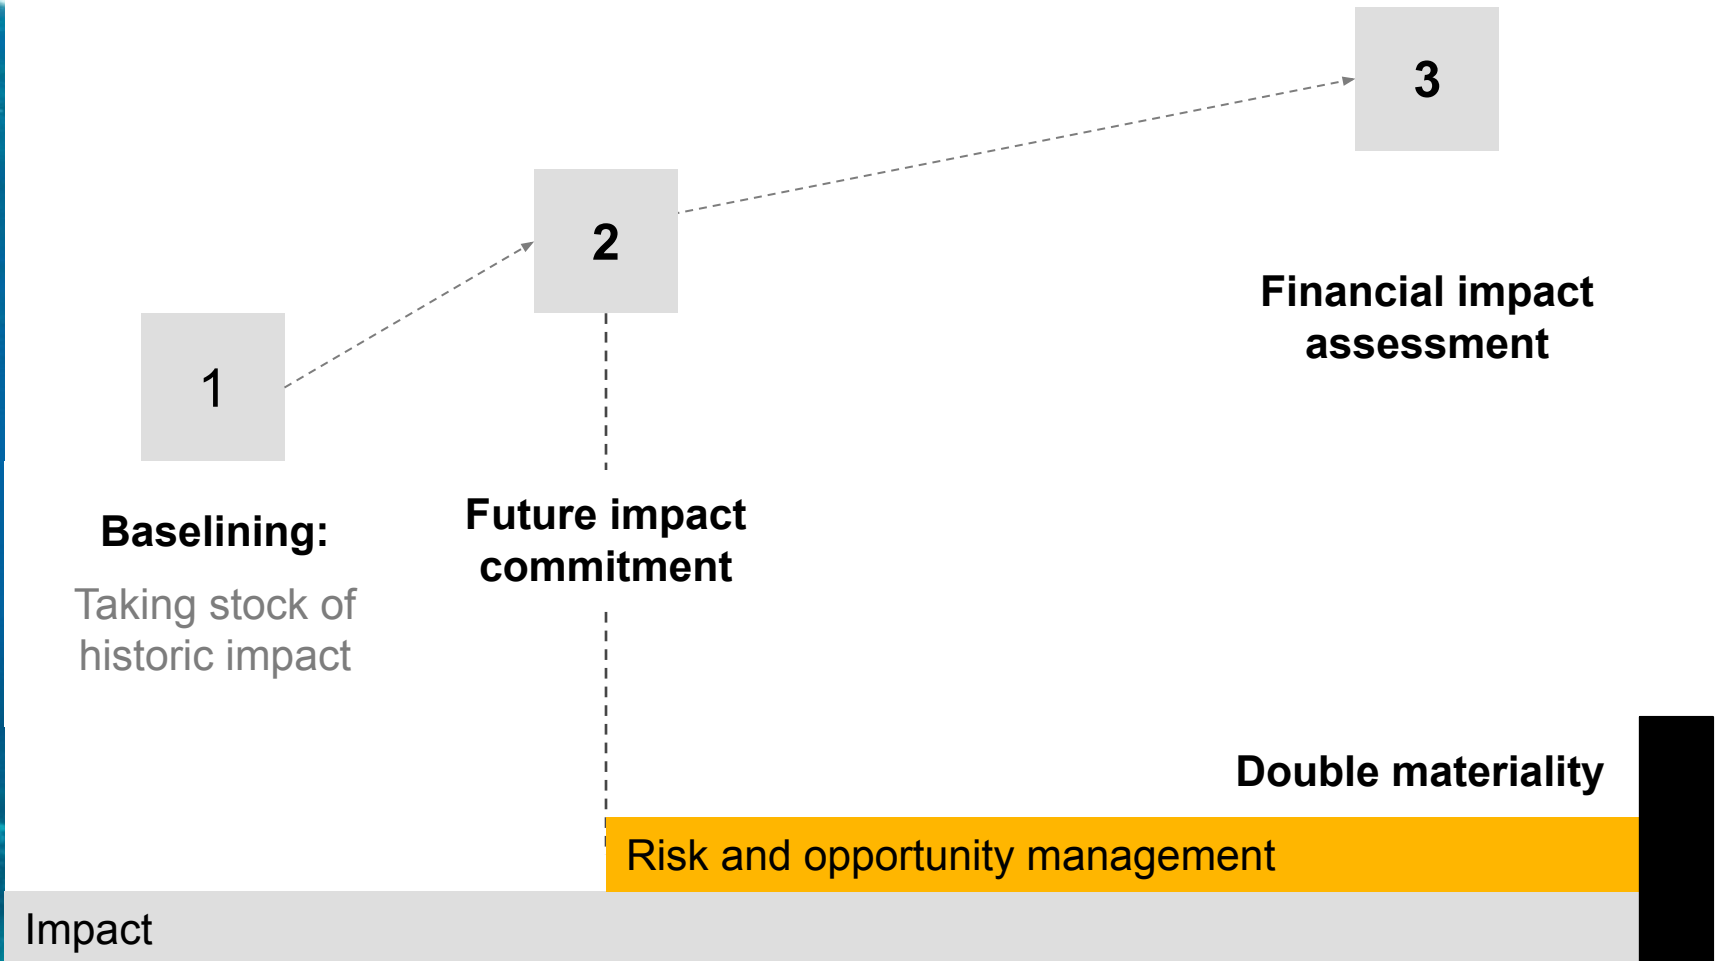 3
2
1
Financial impact
assessment
Baselining:
Taking stock of
historic impact
Future impact
commitment
Double materiality
Risk and opportunity management
Impact